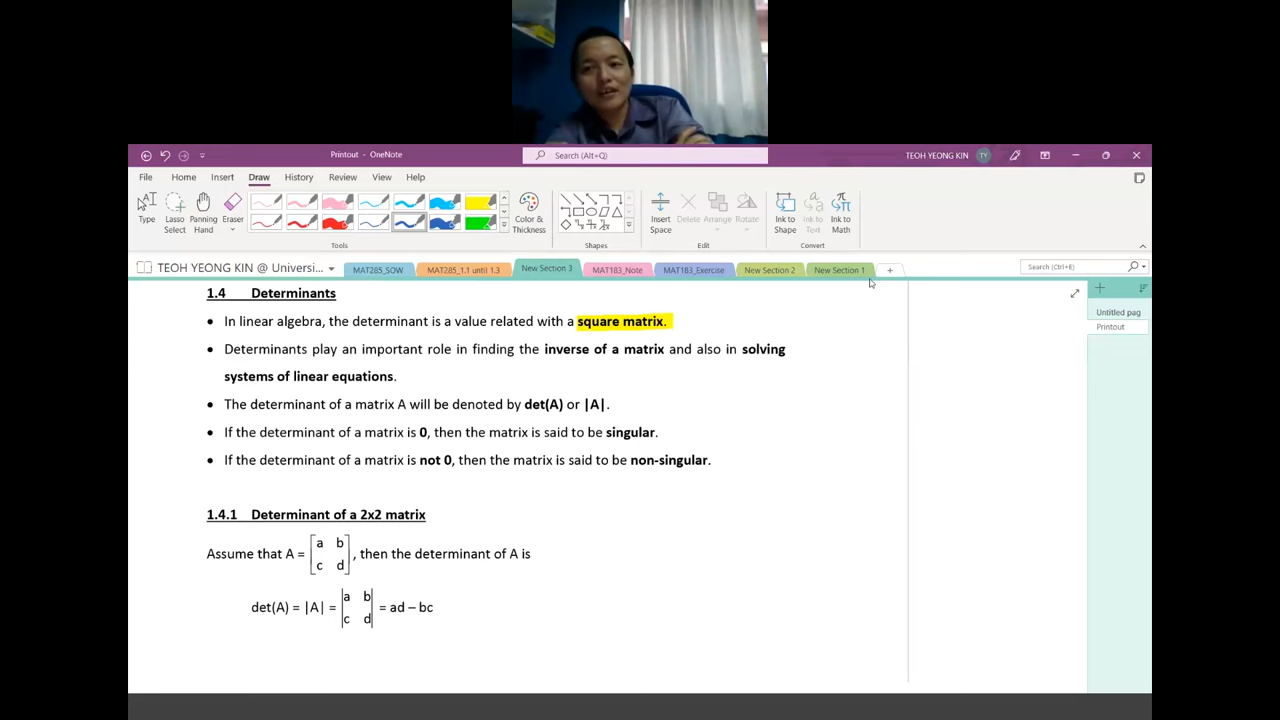 Printout - OneNote
Search (Alt+Q)
TEOH YEONG KIN TY
File Home Insert Draw History Review View Help
Type
Lasso Select
Panning Hand
Eraser
Color & Thickness
Insert Space
Delete
Arrange
Rotate
Ink to Shape
Ink to Text
Ink to Math
Tools Shapes Edit Convert
TEOH YEONG KIN @ Universi...
MAT285_SOW MAT285_1.1 until 1.3 New Section 3 MAT183_Note MAT183_Exercise New Section 2 New Section 1 +
Search (Ctrl+E)
Untitled pag
Printout
1.4 Determinants
• In linear algebra, the determinant is a value related with a square matrix.
• Determinants play an important role in finding the inverse of a matrix and also in solving
systems of linear equations.
• The determinant of a matrix A will be denoted by det(A) or |A|.
• If the determinant of a matrix is 0, then the matrix is said to be singular.
• If the determinant of a matrix is not 0, then the matrix is said to be non-singular.
1.4.1 Determinant of a 2x2 matrix
Assume that A = [a b
c d], then the determinant of A is
det(A) = |A| = |a b
c d| = ad – bc